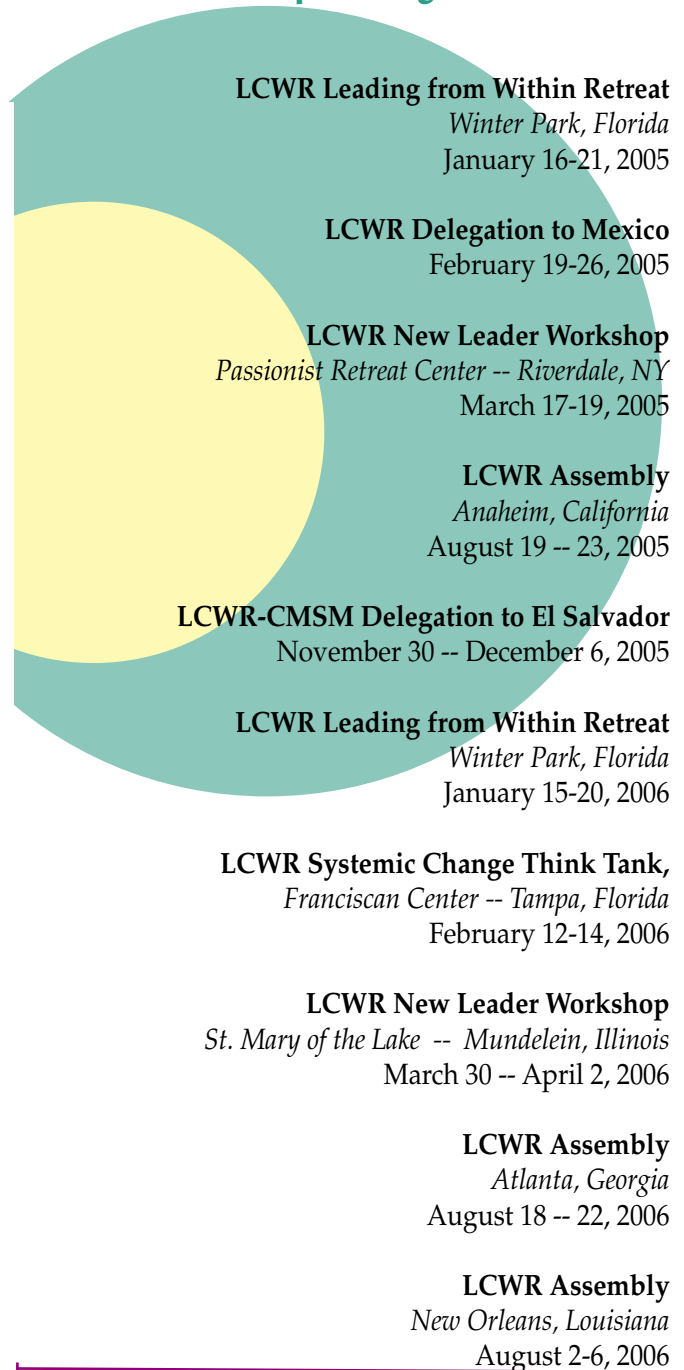 LCWR Leading from Within Retreat
Winter Park, Florida
January 16-21, 2005
LCWR Delegation to Mexico
February 19-26, 2005
LCWR New Leader Workshop
Passionist Retreat Center -- Riverdale, NY
March 17-19, 2005
LCWR Assembly
Anaheim, California
August 19 -- 23, 2005
LCWR-CMSM Delegation to El Salvador
November 30 -- December 6, 2005
LCWR Leading from Within Retreat
Winter Park, Florida
January 15-20, 2006
LCWR Systemic Change Think Tank,
Franciscan Center -- Tampa, Florida
February 12-14, 2006
LCWR New Leader Workshop
St. Mary of the Lake -- Mundelein, Illinois
March 30 -- April 2, 2006
LCWR Assembly
Atlanta, Georgia
August 18 -- 22, 2006
LCWR Assembly
New Orleans, Louisiana
August 2-6, 2006